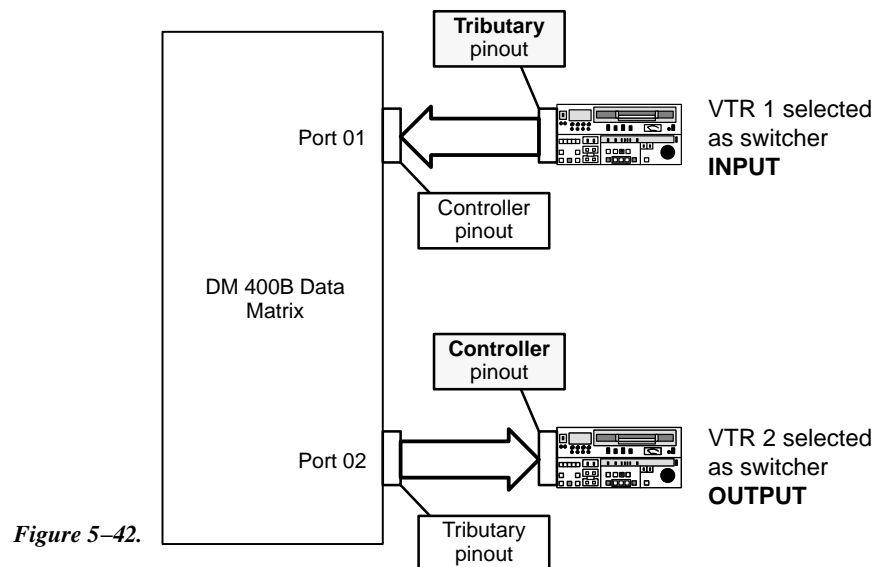 Tributary
pinout
Port 01
VTR 1 selected
as switcher
INPUT
Controller
pinout
DM 400B Data
Matrix
Controller
pinout
Port 02
VTR 2 selected
as switcher
OUTPUT
Tributary
pinout
Figure 5–42.